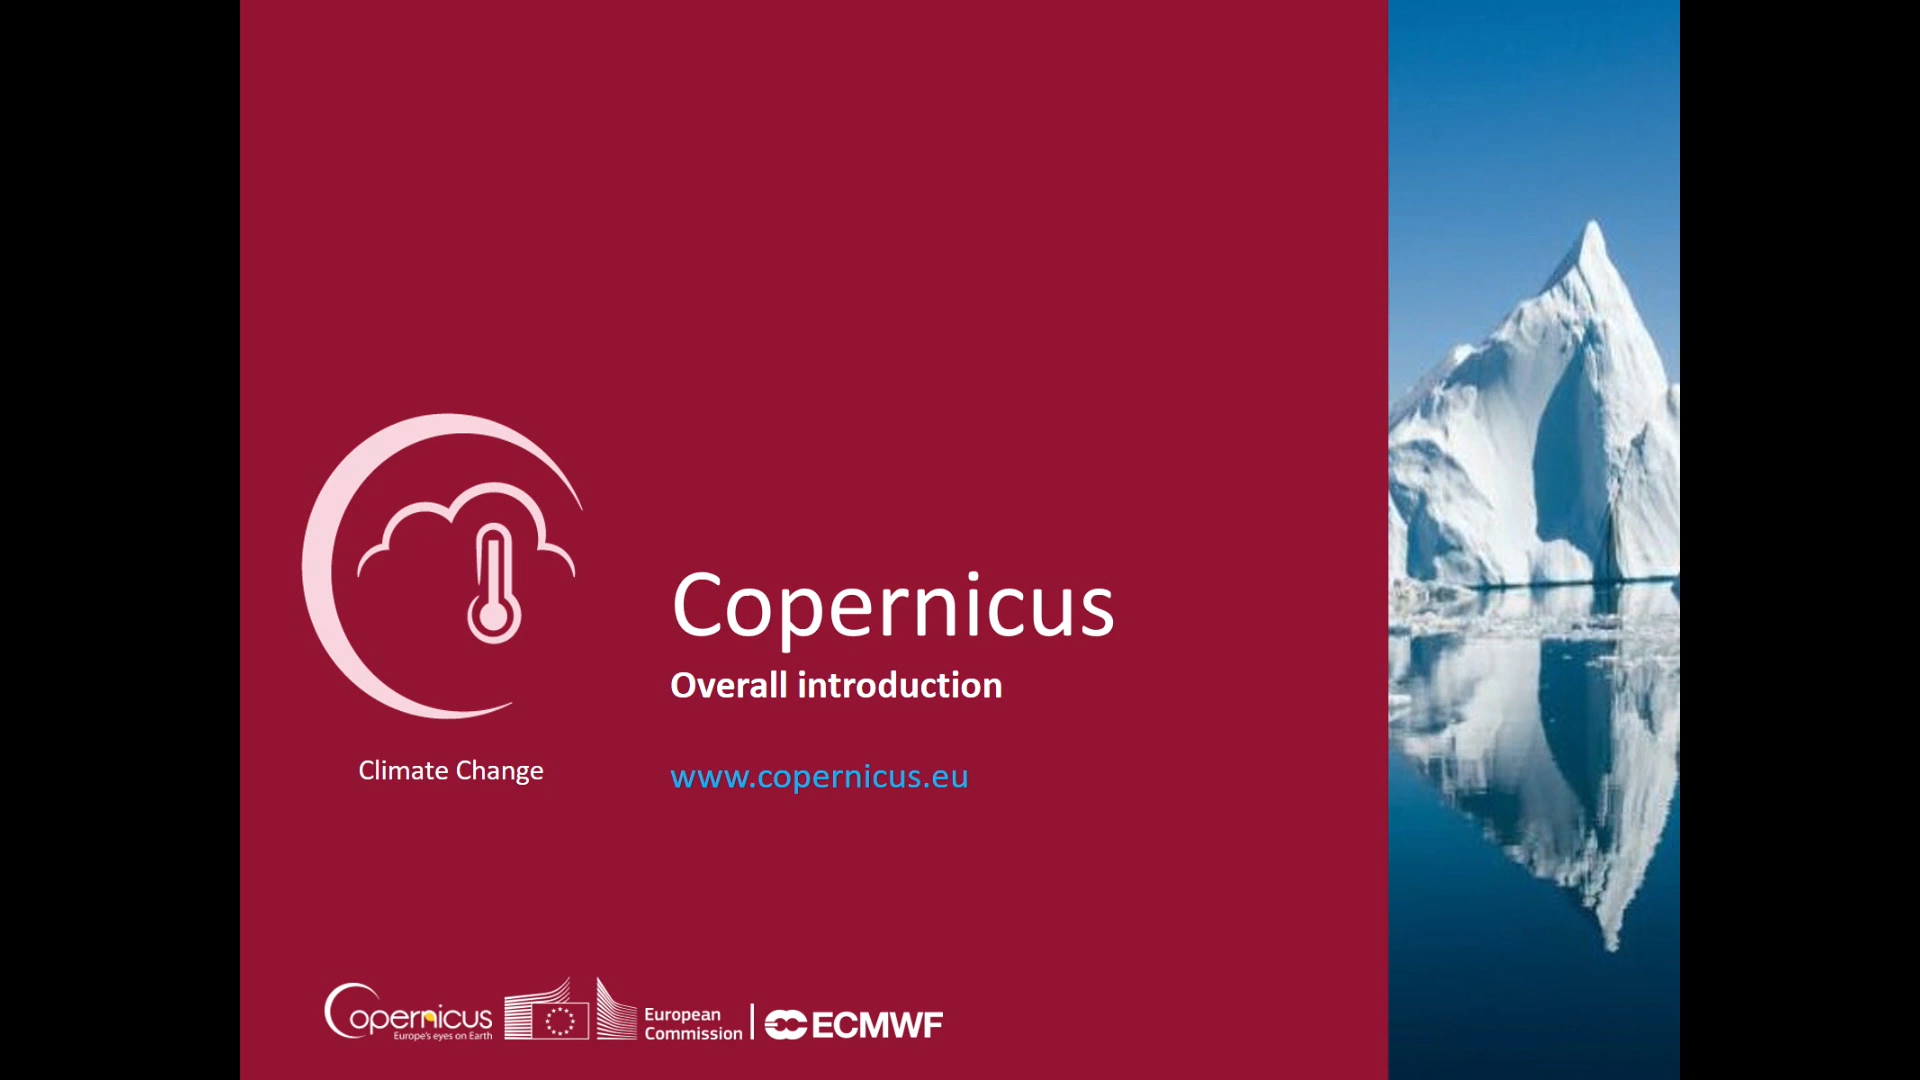 Copernicus
Overall introduction
Climate Change
www.copernicus.eu
Copernicus
Europe's eyes on Earth
European
Commission
ECMWF